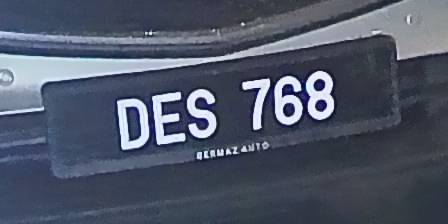 DES 768
BERMAZ AUTO